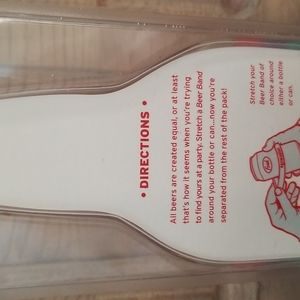 • DIRECTIONS •
All beers are created equal, or at least
that's how it seems when you're trying
to find yours at a party. Stretch a Beer Band
around your bottle or can...now you're
separated from the rest of the pack!
Stretch your
Beer Band of
choice around
either a bottle
or can.